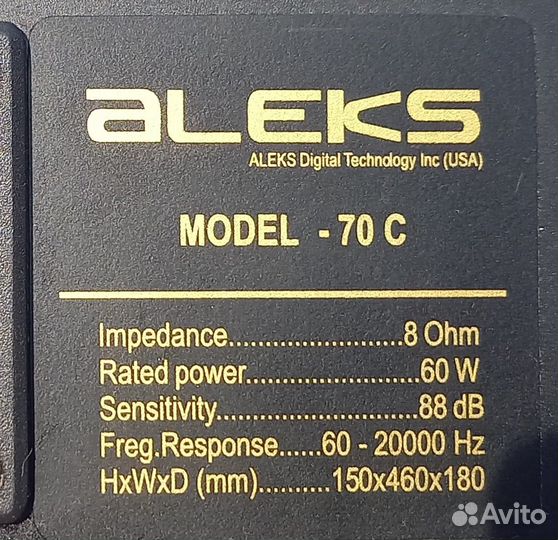 ALEKS
ALEKS Digital Technology Inc (USA)
MODEL - 70 C
Impedance........................8 Ohm
Rated power........................60 W
Sensitivity............................88 dB
Freg.Response......60 - 20000 Hz
HxWxD (mm)..........150x460x180
Avito